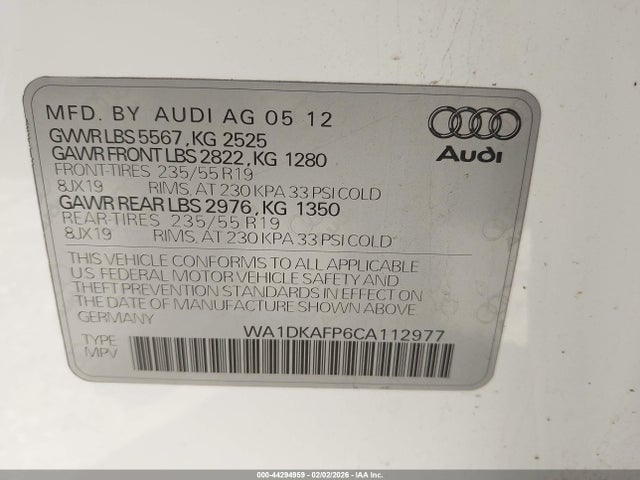 MFD. BY AUDI AG 05 12
GVWR LBS 5567, KG 2525
GAWR FRONT LBS 2822, KG 1280
FRONT-TIRES 235/55 R19
8JX19 RIMS, AT 230 KPA 33 PSI COLD
GAWR REAR LBS 2976, KG 1350
REAR-TIRES 235/55 R19
8JX19 RIMS, AT 230 KPA 33 PSI COLD
Audi
THIS VEHICLE CONFORMS TO ALL APPLICABLE
U.S FEDERAL MOTOR VEHICLE SAFETY AND
THEFT PREVENTION STANDARDS IN EFFECT ON
THE DATE OF MANUFACTURE SHOWN ABOVE
GERMANY
WA1DKAFP6CA112977
TYPE
MPV
000-44294959 - 02/02/2026 - IAA Inc.